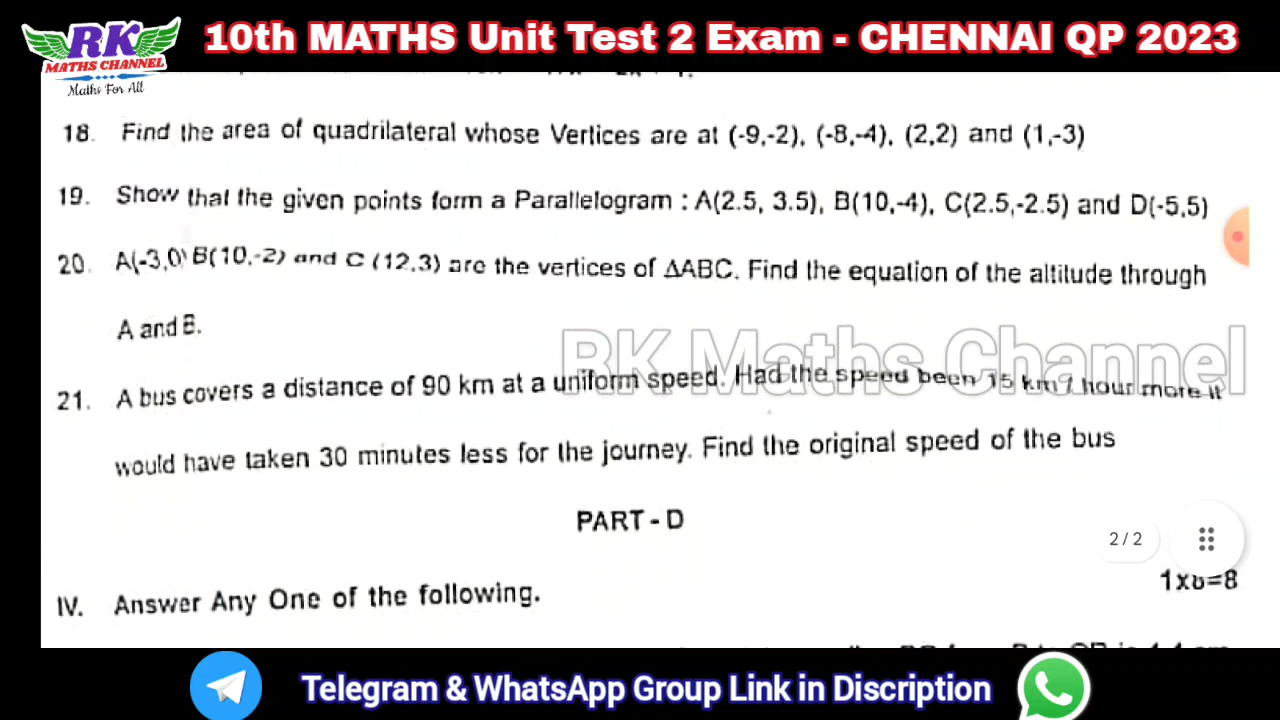 RK
MATHS CHANNEL
Maths For All
10th MATHS Unit Test 2 Exam - CHENNAI QP 2023
18. Find the area of quadrilateral whose Vertices are at (-9,-2), (-8,-4), (2,2) and (1,-3)
19. Show that the given points form a Parallelogram : A(2.5, 3.5), B(10,-4), C(2.5,-2.5) and D(-5,5)
20. A(-3,0) B(10,-2) and C (12,3) are the vertices of ΔABC. Find the equation of the altitude through
A and B.
RK Maths Channel
21. A bus covers a distance of 90 km at a uniform speed. Had the speed been 15 km / hour more it
would have taken 30 minutes less for the journey. Find the original speed of the bus
PART - D
2 / 2
IV. Answer Any One of the following.
1x8=8
Telegram & WhatsApp Group Link in Discription